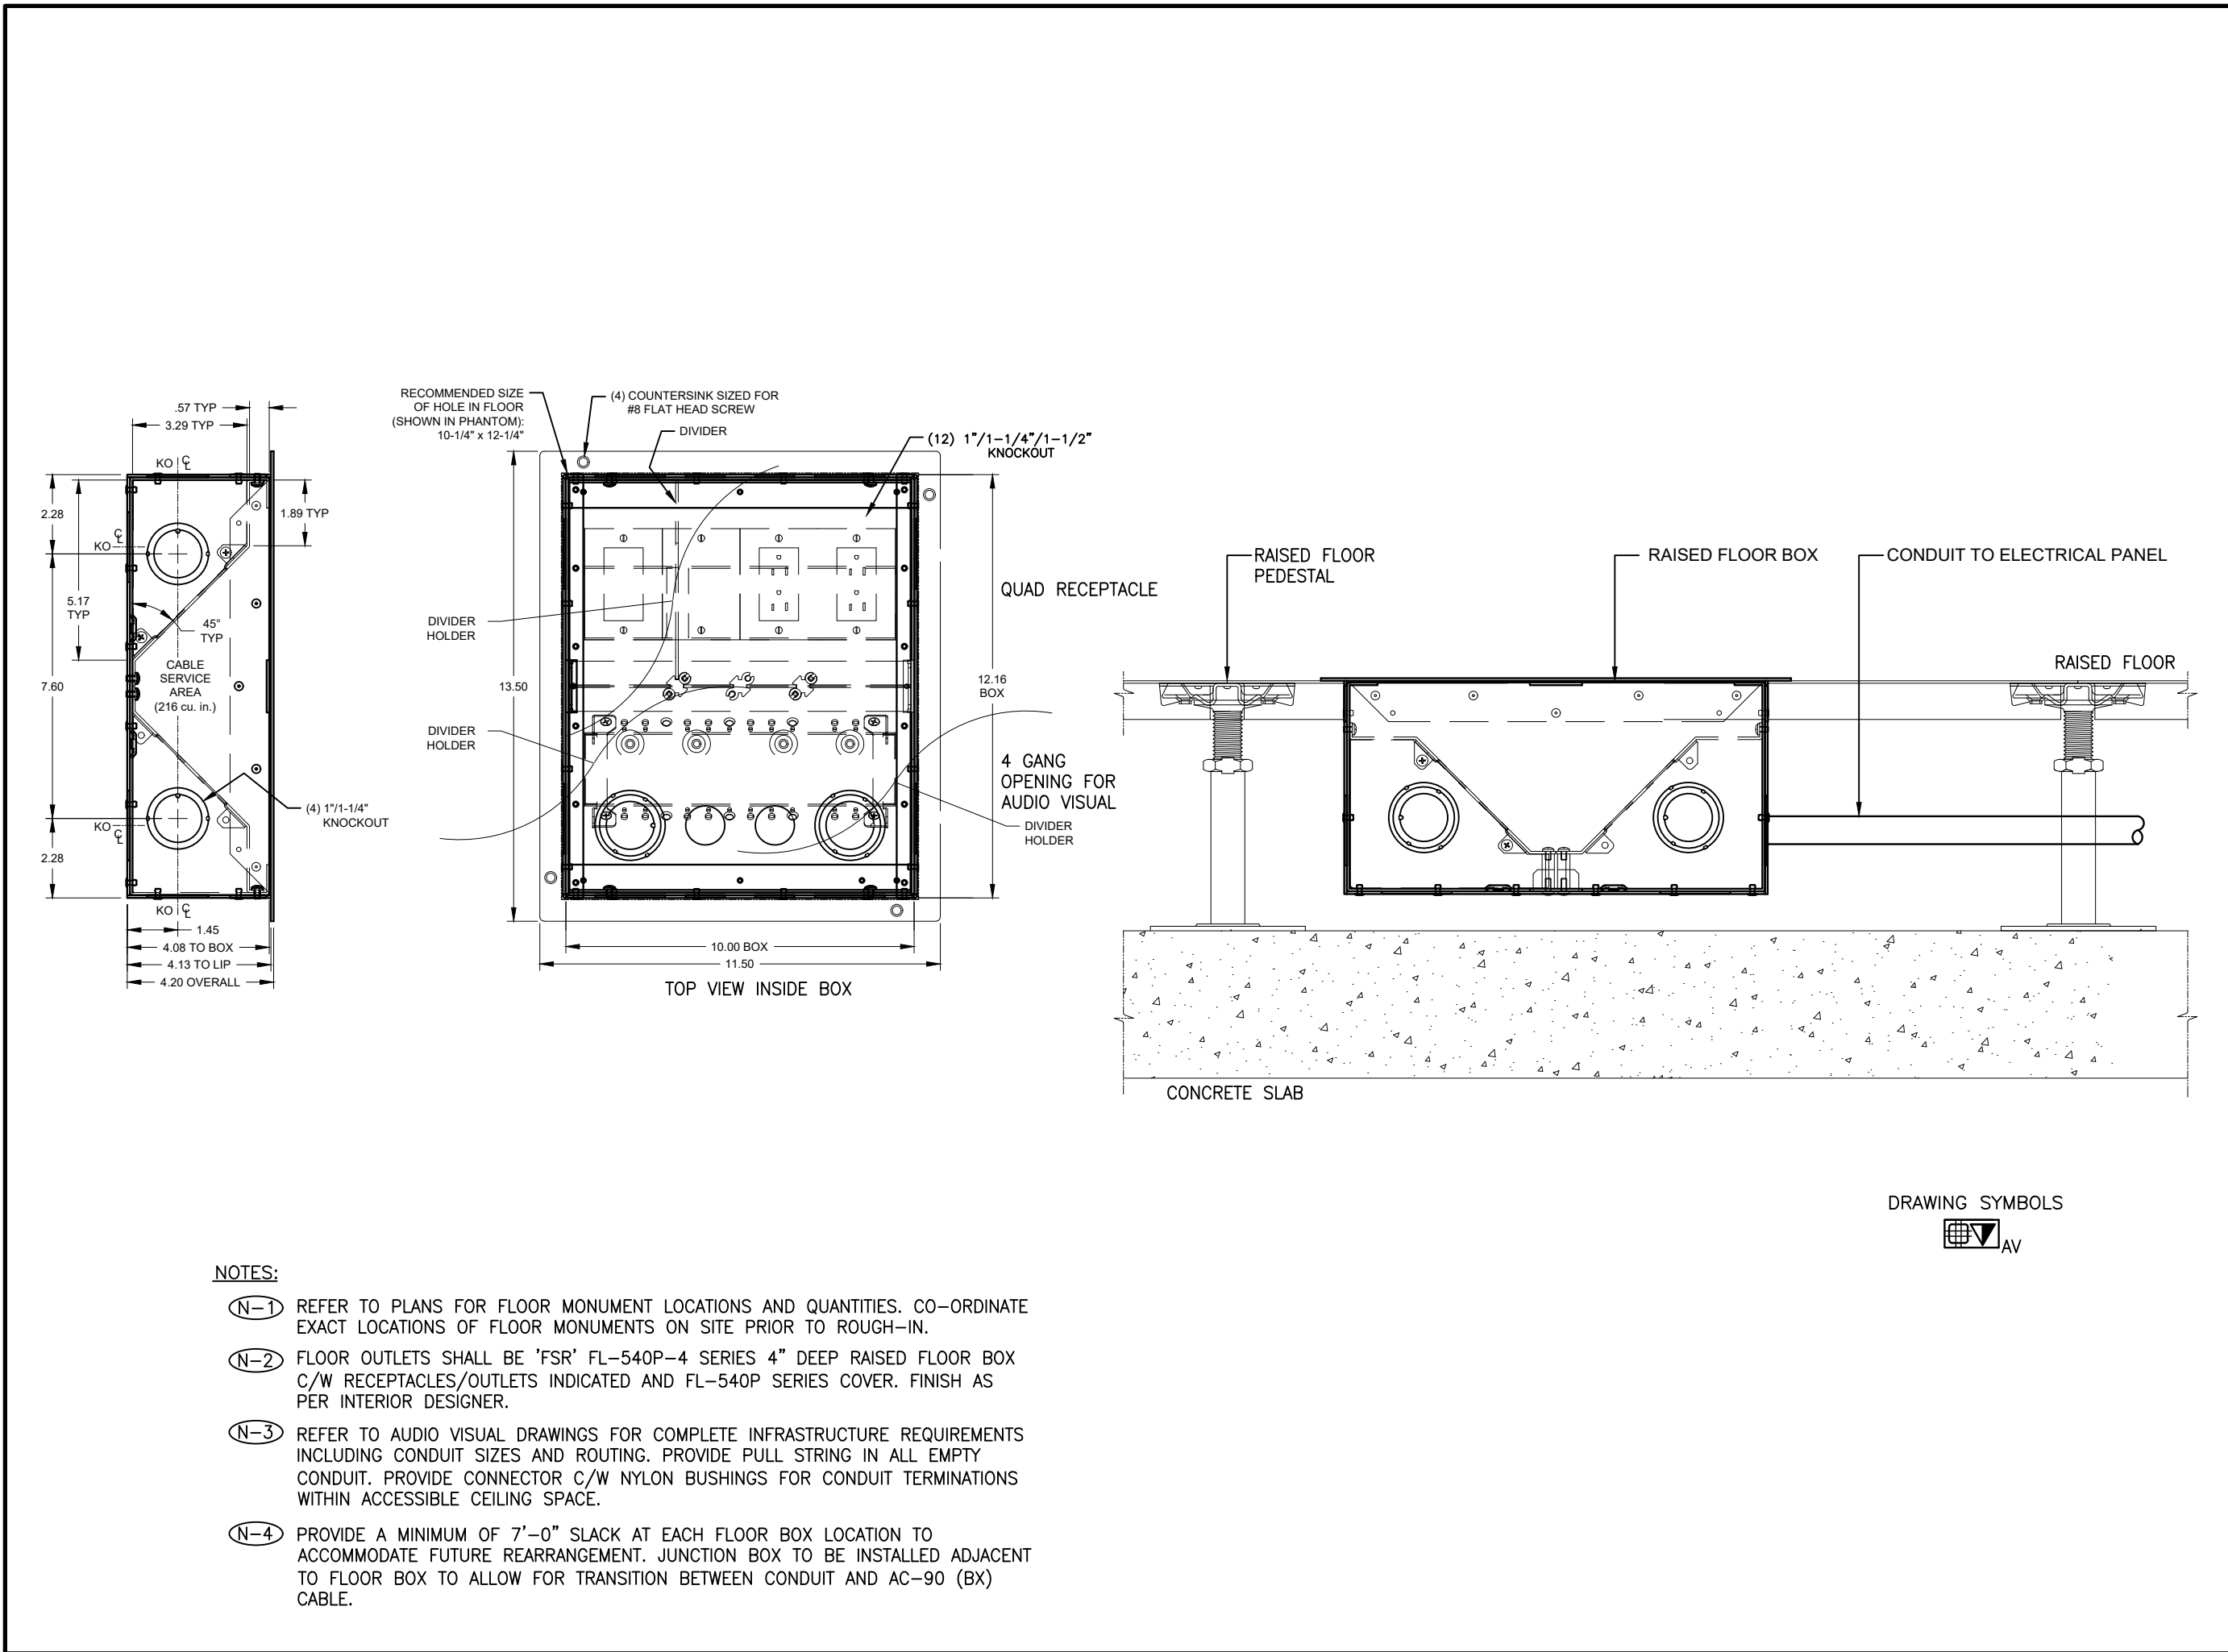 .57 TYP
3.29 TYP
KO ℄
2.28
KO ℄
1.89 TYP
5.17
TYP
45°
TYP
7.60
CABLE
SERVICE
AREA
(216 cu. in.)
(4) 1"/1-1/4"
KNOCKOUT
KO ℄
2.28
KO ℄
1.45
4.08 TO BOX
4.13 TO LIP
4.20 OVERALL
RECOMMENDED SIZE
OF HOLE IN FLOOR
(SHOWN IN PHANTOM):
10-1/4" x 12-1/4"
(4) COUNTERSINK SIZED FOR
#8 FLAT HEAD SCREW
DIVIDER
(12) 1"/1-1/4"/1-1/2"
KNOCKOUT
QUAD RECEPTACLE
DIVIDER
HOLDER
13.50
12.16
BOX
DIVIDER
HOLDER
4 GANG
OPENING FOR
AUDIO VISUAL
DIVIDER
HOLDER
10.00 BOX
11.50
TOP VIEW INSIDE BOX
RAISED FLOOR
PEDESTAL
RAISED FLOOR BOX
CONDUIT TO ELECTRICAL PANEL
RAISED FLOOR
CONCRETE SLAB
DRAWING SYMBOLS
AV
NOTES:
N-1 REFER TO PLANS FOR FLOOR MONUMENT LOCATIONS AND QUANTITIES. CO-ORDINATE
EXACT LOCATIONS OF FLOOR MONUMENTS ON SITE PRIOR TO ROUGH-IN.
N-2 FLOOR OUTLETS SHALL BE 'FSR' FL-540P-4 SERIES 4" DEEP RAISED FLOOR BOX
C/W RECEPTACLES/OUTLETS INDICATED AND FL-540P SERIES COVER. FINISH AS
PER INTERIOR DESIGNER.
N-3 REFER TO AUDIO VISUAL DRAWINGS FOR COMPLETE INFRASTRUCTURE REQUIREMENTS
INCLUDING CONDUIT SIZES AND ROUTING. PROVIDE PULL STRING IN ALL EMPTY
CONDUIT. PROVIDE CONNECTOR C/W NYLON BUSHINGS FOR CONDUIT TERMINATIONS
WITHIN ACCESSIBLE CEILING SPACE.
N-4 PROVIDE A MINIMUM OF 7'-0" SLACK AT EACH FLOOR BOX LOCATION TO
ACCOMMODATE FUTURE REARRANGEMENT. JUNCTION BOX TO BE INSTALLED ADJACENT
TO FLOOR BOX TO ALLOW FOR TRANSITION BETWEEN CONDUIT AND AC-90 (BX)
CABLE.